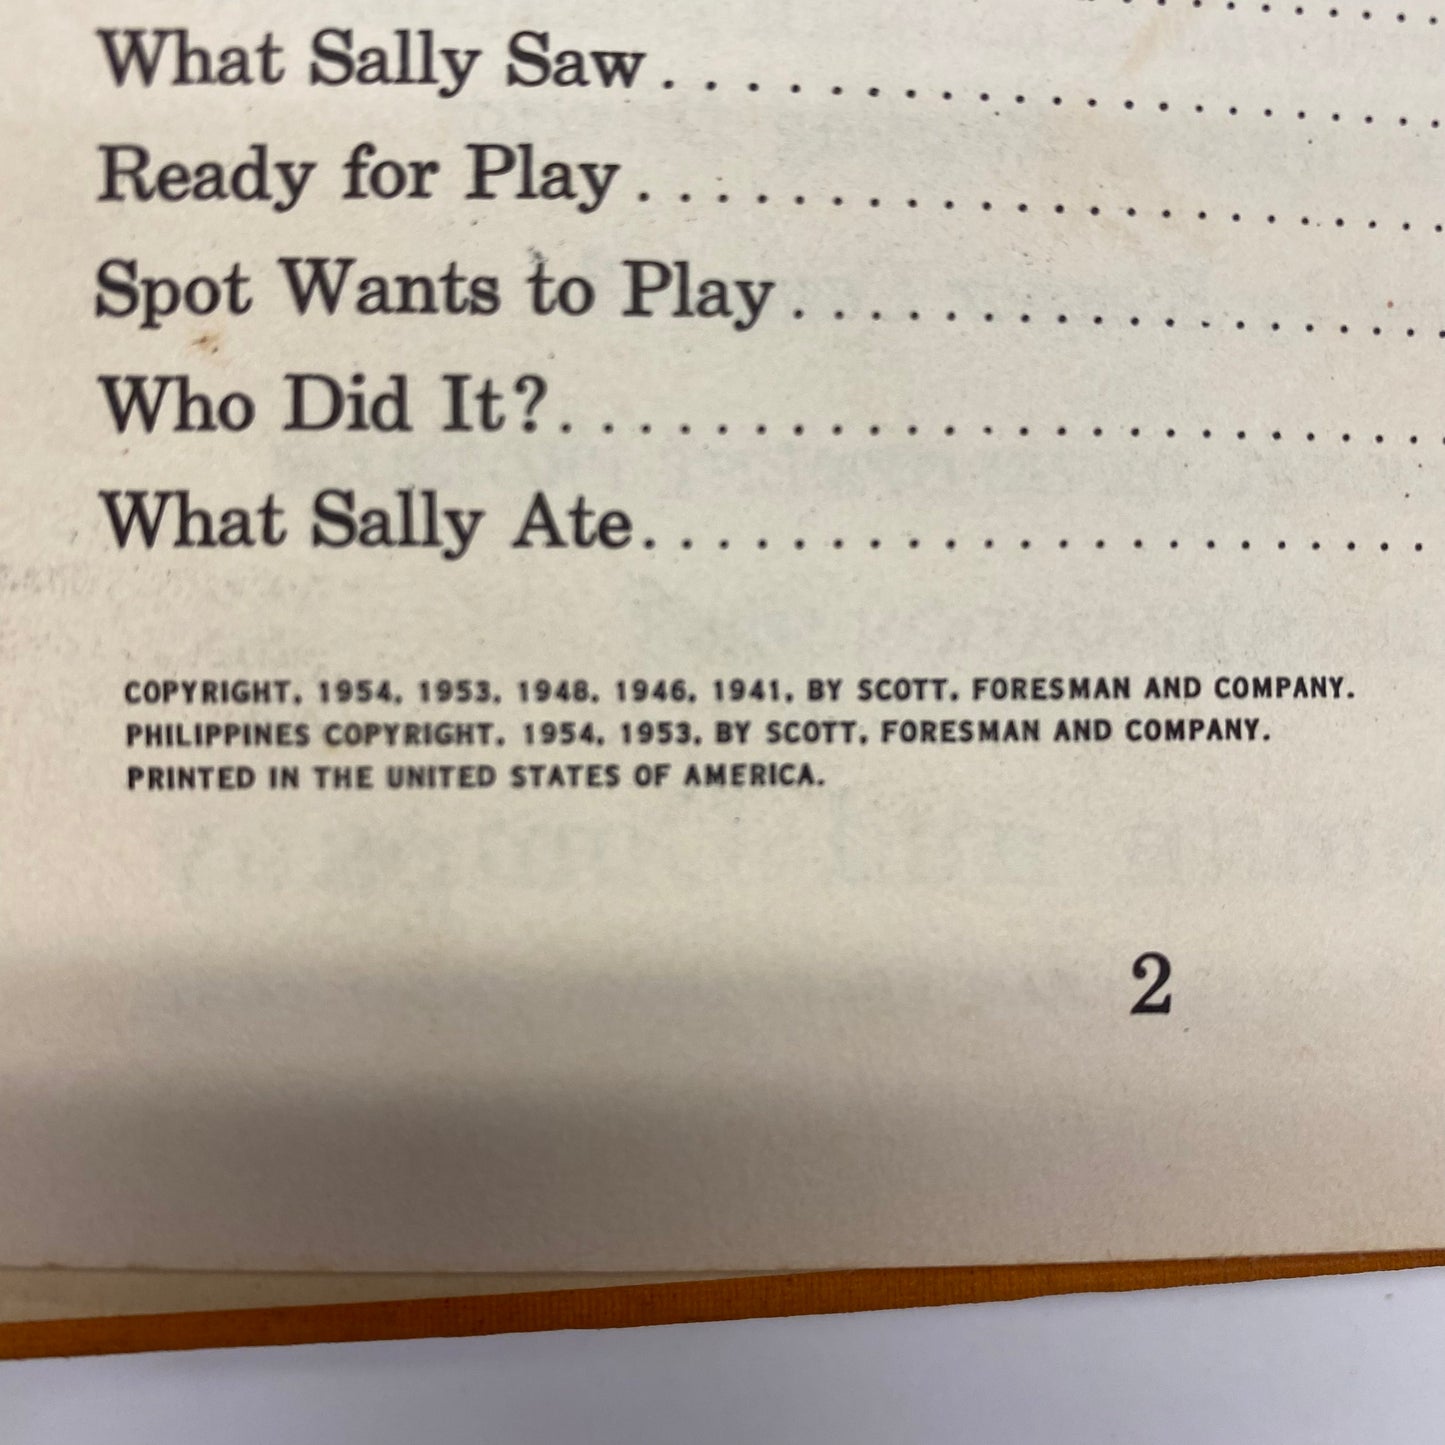 What Sally Saw.........................
Ready for Play.........................
Spot Wants to Play....................
Who Did It?...........................
What Sally Ate........................
COPYRIGHT, 1954, 1953, 1948, 1946, 1941, BY SCOTT, FORESMAN AND COMPANY.
PHILIPPINES COPYRIGHT, 1954, 1953, BY SCOTT, FORESMAN AND COMPANY.
PRINTED IN THE UNITED STATES OF AMERICA.
2